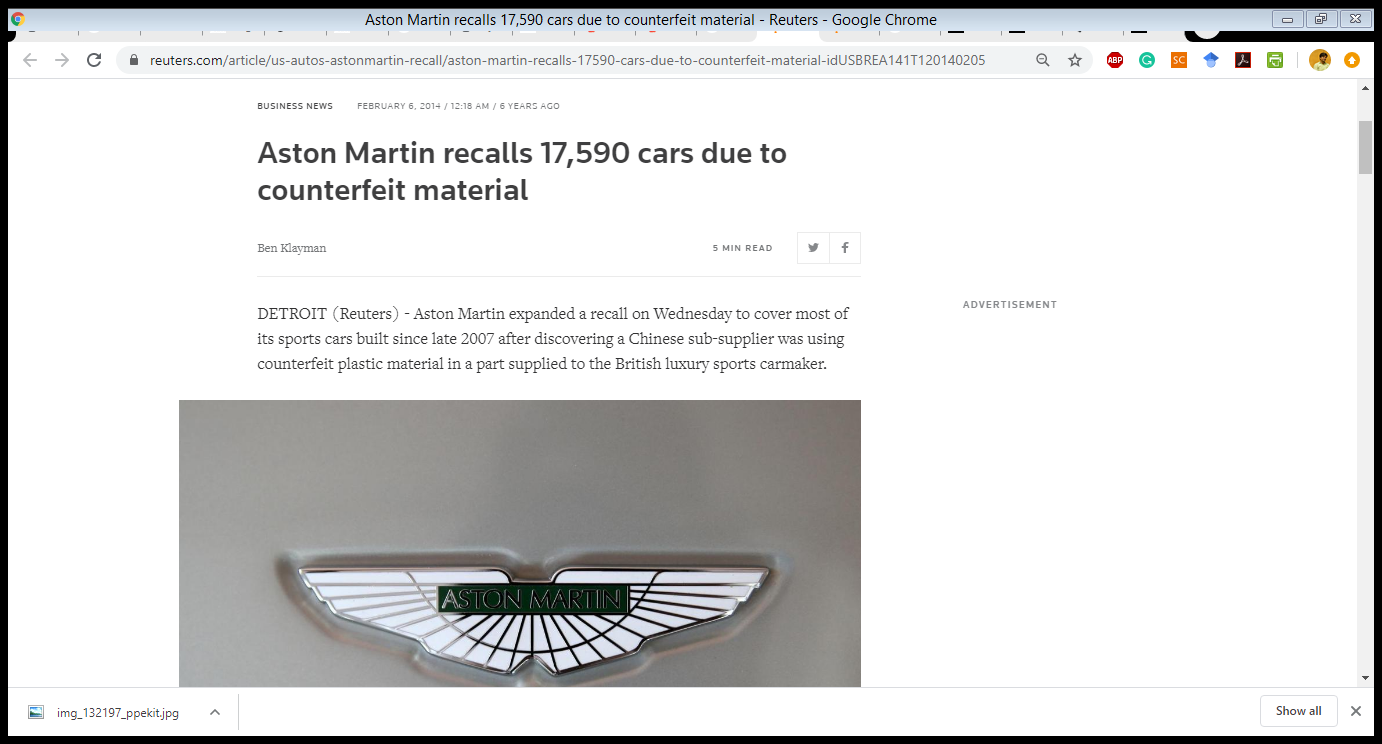 Aston Martin recalls 17,590 cars due to counterfeit material - Reuters - Google Chrome
reuters.com/article/us-autos-astonmartin-recall/aston-martin-recalls-17590-cars-due-to-counterfeit-material-idUSBREA141T120140205
ABP
SC
BUSINESS NEWS FEBRUARY 6, 2014 / 12:18 AM / 6 YEARS AGO
Aston Martin recalls 17,590 cars due to
counterfeit material
Ben Klayman
5 MIN READ
ADVERTISEMENT
DETROIT (Reuters) - Aston Martin expanded a recall on Wednesday to cover most of
its sports cars built since late 2007 after discovering a Chinese sub-supplier was using
counterfeit plastic material in a part supplied to the British luxury sports carmaker.
ASTON MARTIN
img_132197_ppekit.jpg
Show all